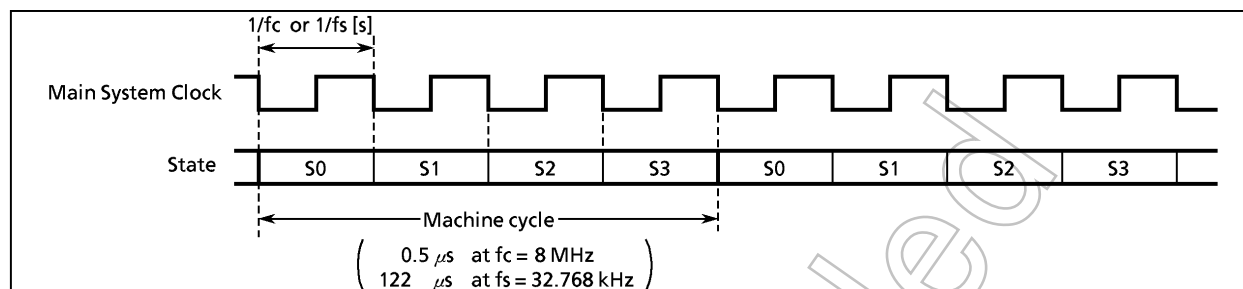 1/fc or 1/fs [s]
Main System Clock
State S0 S1 S2 S3 S0 S1 S2 S3
Machine cycle
0.5 μs at fc = 8 MHz
122 μs at fs = 32.768 kHz